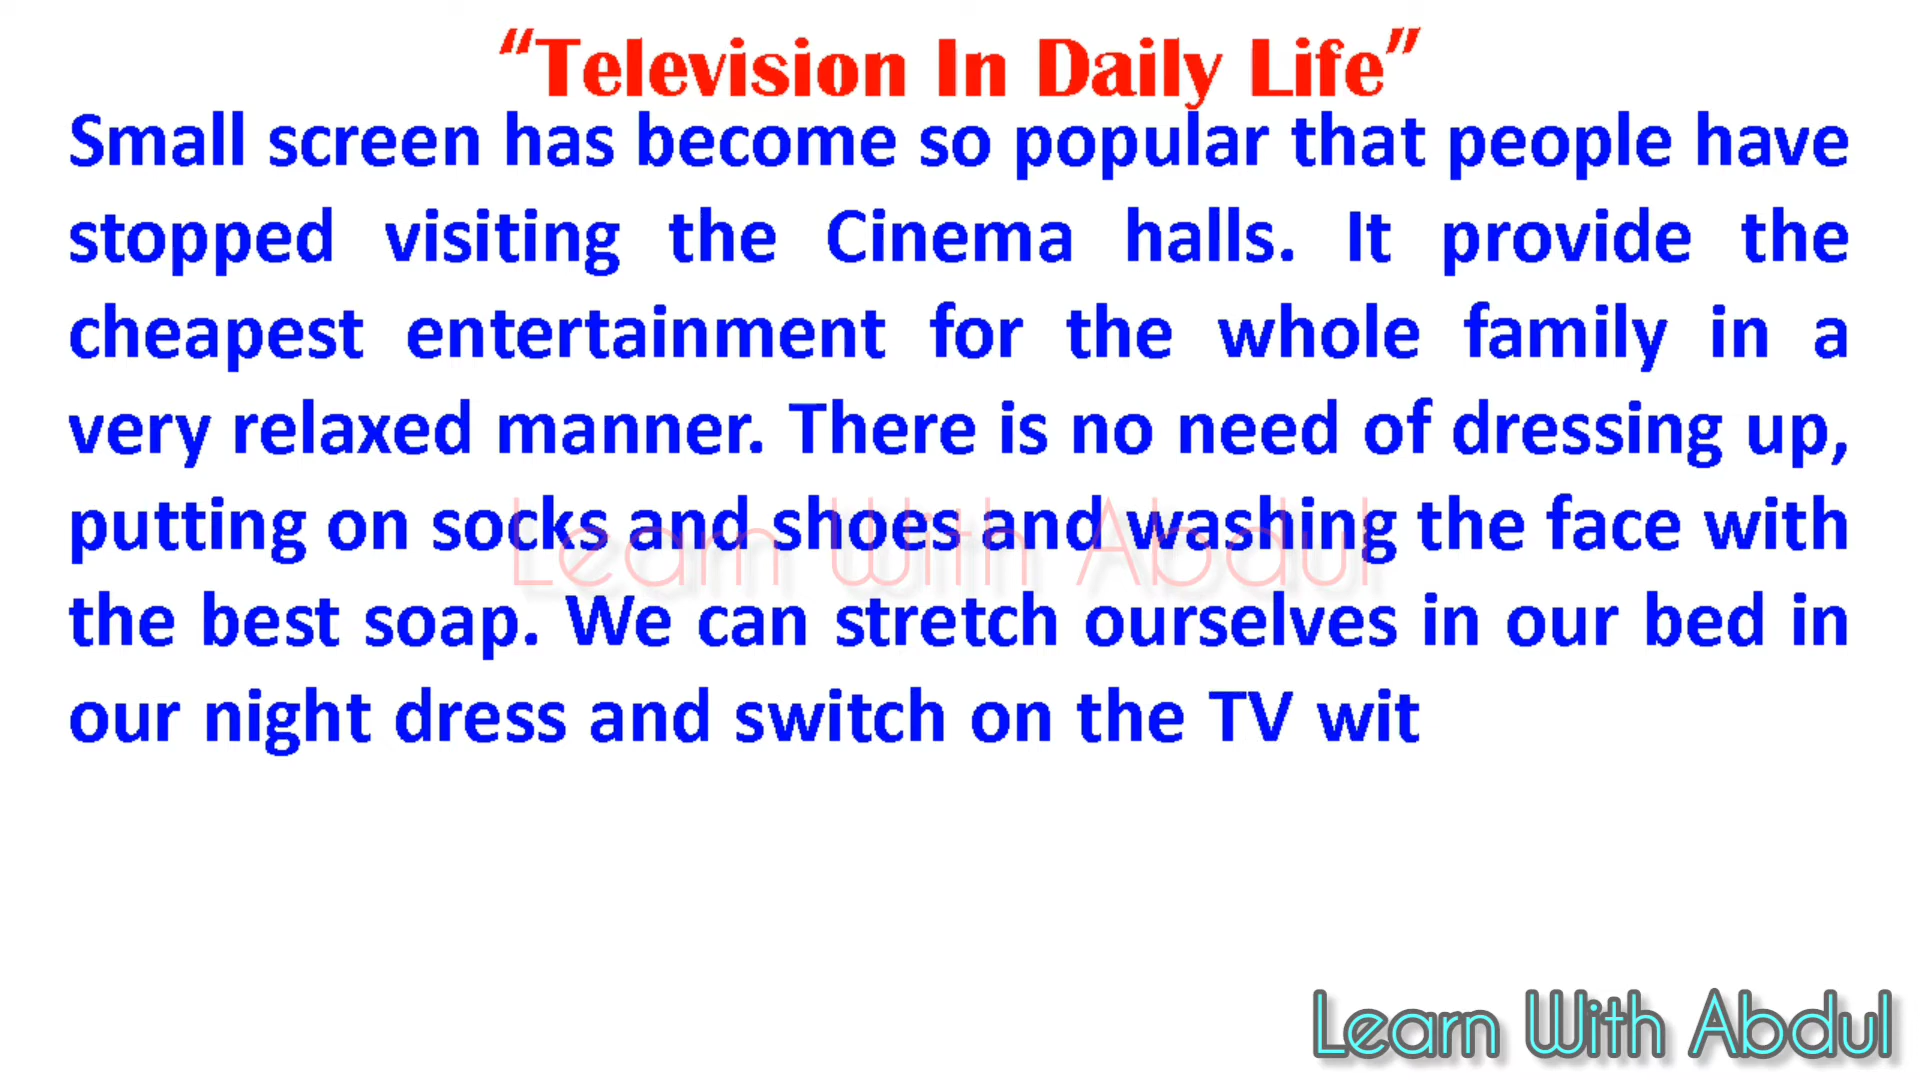 “Television In Daily Life”
Small screen has become so popular that people have
stopped visiting the Cinema halls. It provide the
cheapest entertainment for the whole family in a
very relaxed manner. There is no need of dressing up,
putting on socks and shoes and washing the face with
Learn With Abdul
the best soap. We can stretch ourselves in our bed in
our night dress and switch on the TV wit
Learn With Abdul